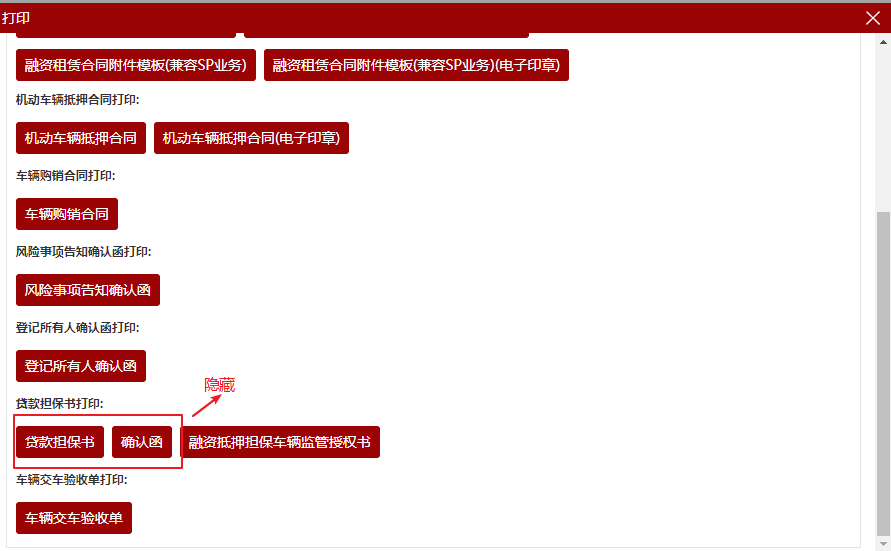 打印
融资租赁合同附件模板(兼容SP业务) 融资租赁合同附件模板(兼容SP业务)(电子印章)
机动车辆抵押合同打印:
机动车辆抵押合同 机动车辆抵押合同(电子印章)
车辆购销合同打印:
车辆购销合同
风险事项告知确认函打印:
风险事项告知确认函
登记所有人确认函打印:
登记所有人确认函
隐藏
贷款担保书打印:
贷款担保书 确认函 融资抵押担保车辆监管授权书
车辆交车验收单打印:
车辆交车验收单